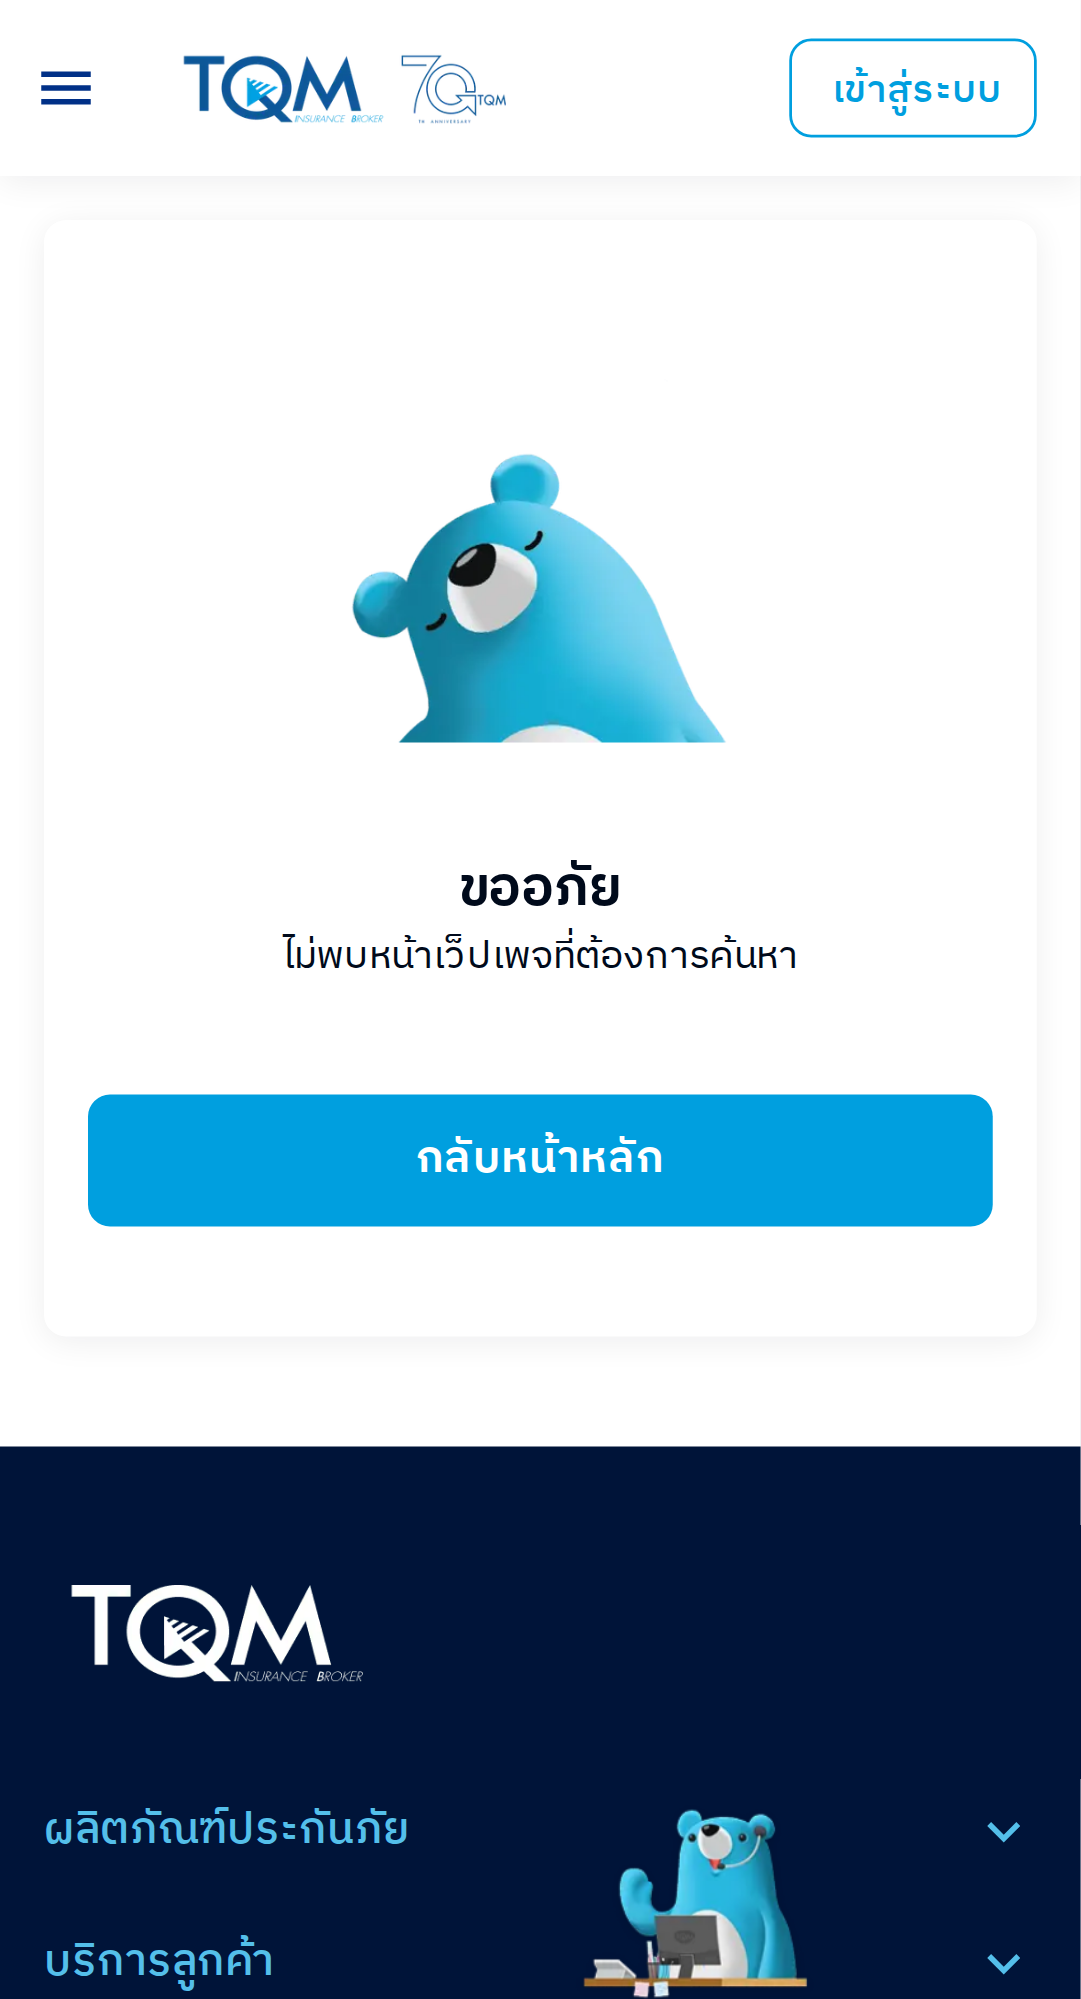 TQM
INSURANCE BROKER
70 TQM
TH ANNIVERSARY
เข้าสู่ระบบ
ขออภัย
ไม่พบหน้าเว็ปเพจที่ต้องการค้นหา
กลับหน้าหลัก
TQM
INSURANCE BROKER
ผลิตภัณฑ์ประกันภัย
บริการลูกค้า